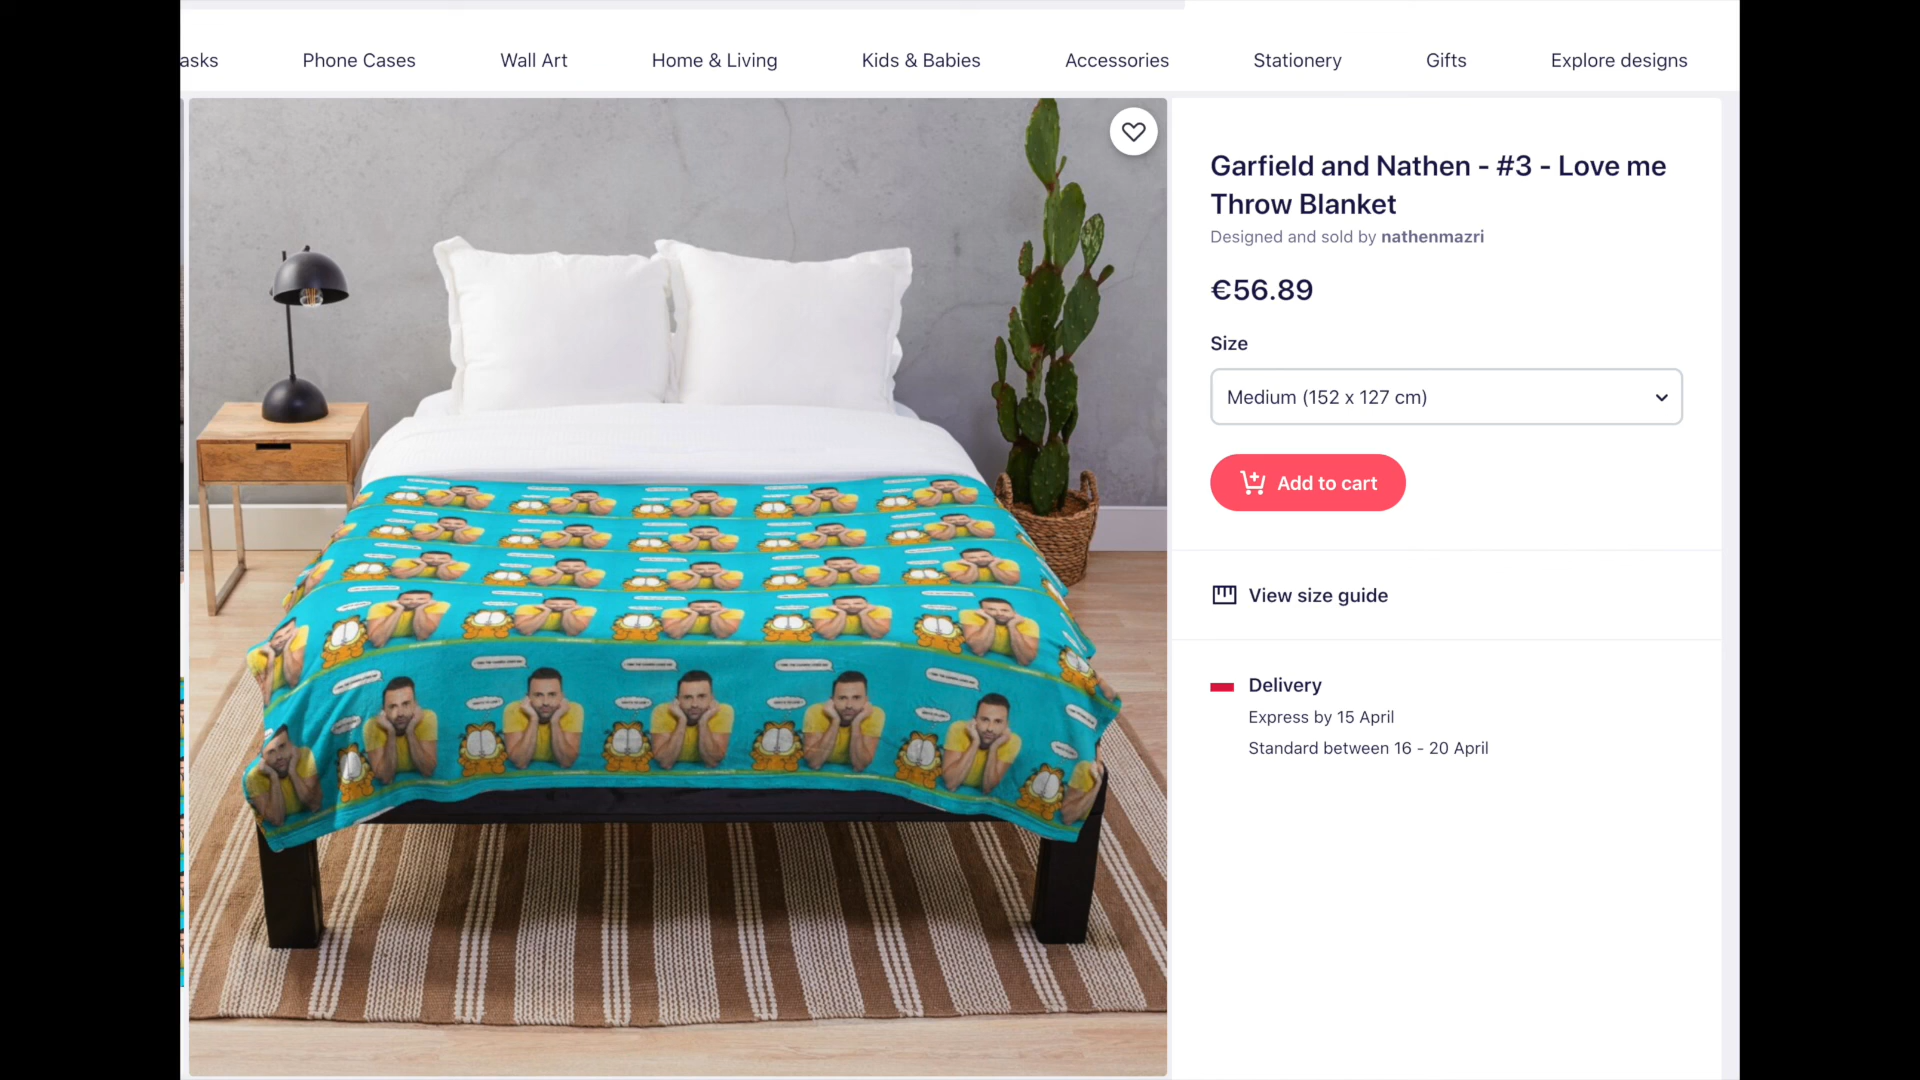 asks
Phone Cases
Wall Art
Home & Living
Kids & Babies
Accessories
Stationery
Gifts
Explore designs
Garfield and Nathen - #3 - Love me
Throw Blanket
Designed and sold by nathenmazri
€56.89
Size
Medium (152 x 127 cm)
Add to cart
View size guide
Delivery
Express by 15 April
Standard between 16 - 20 April